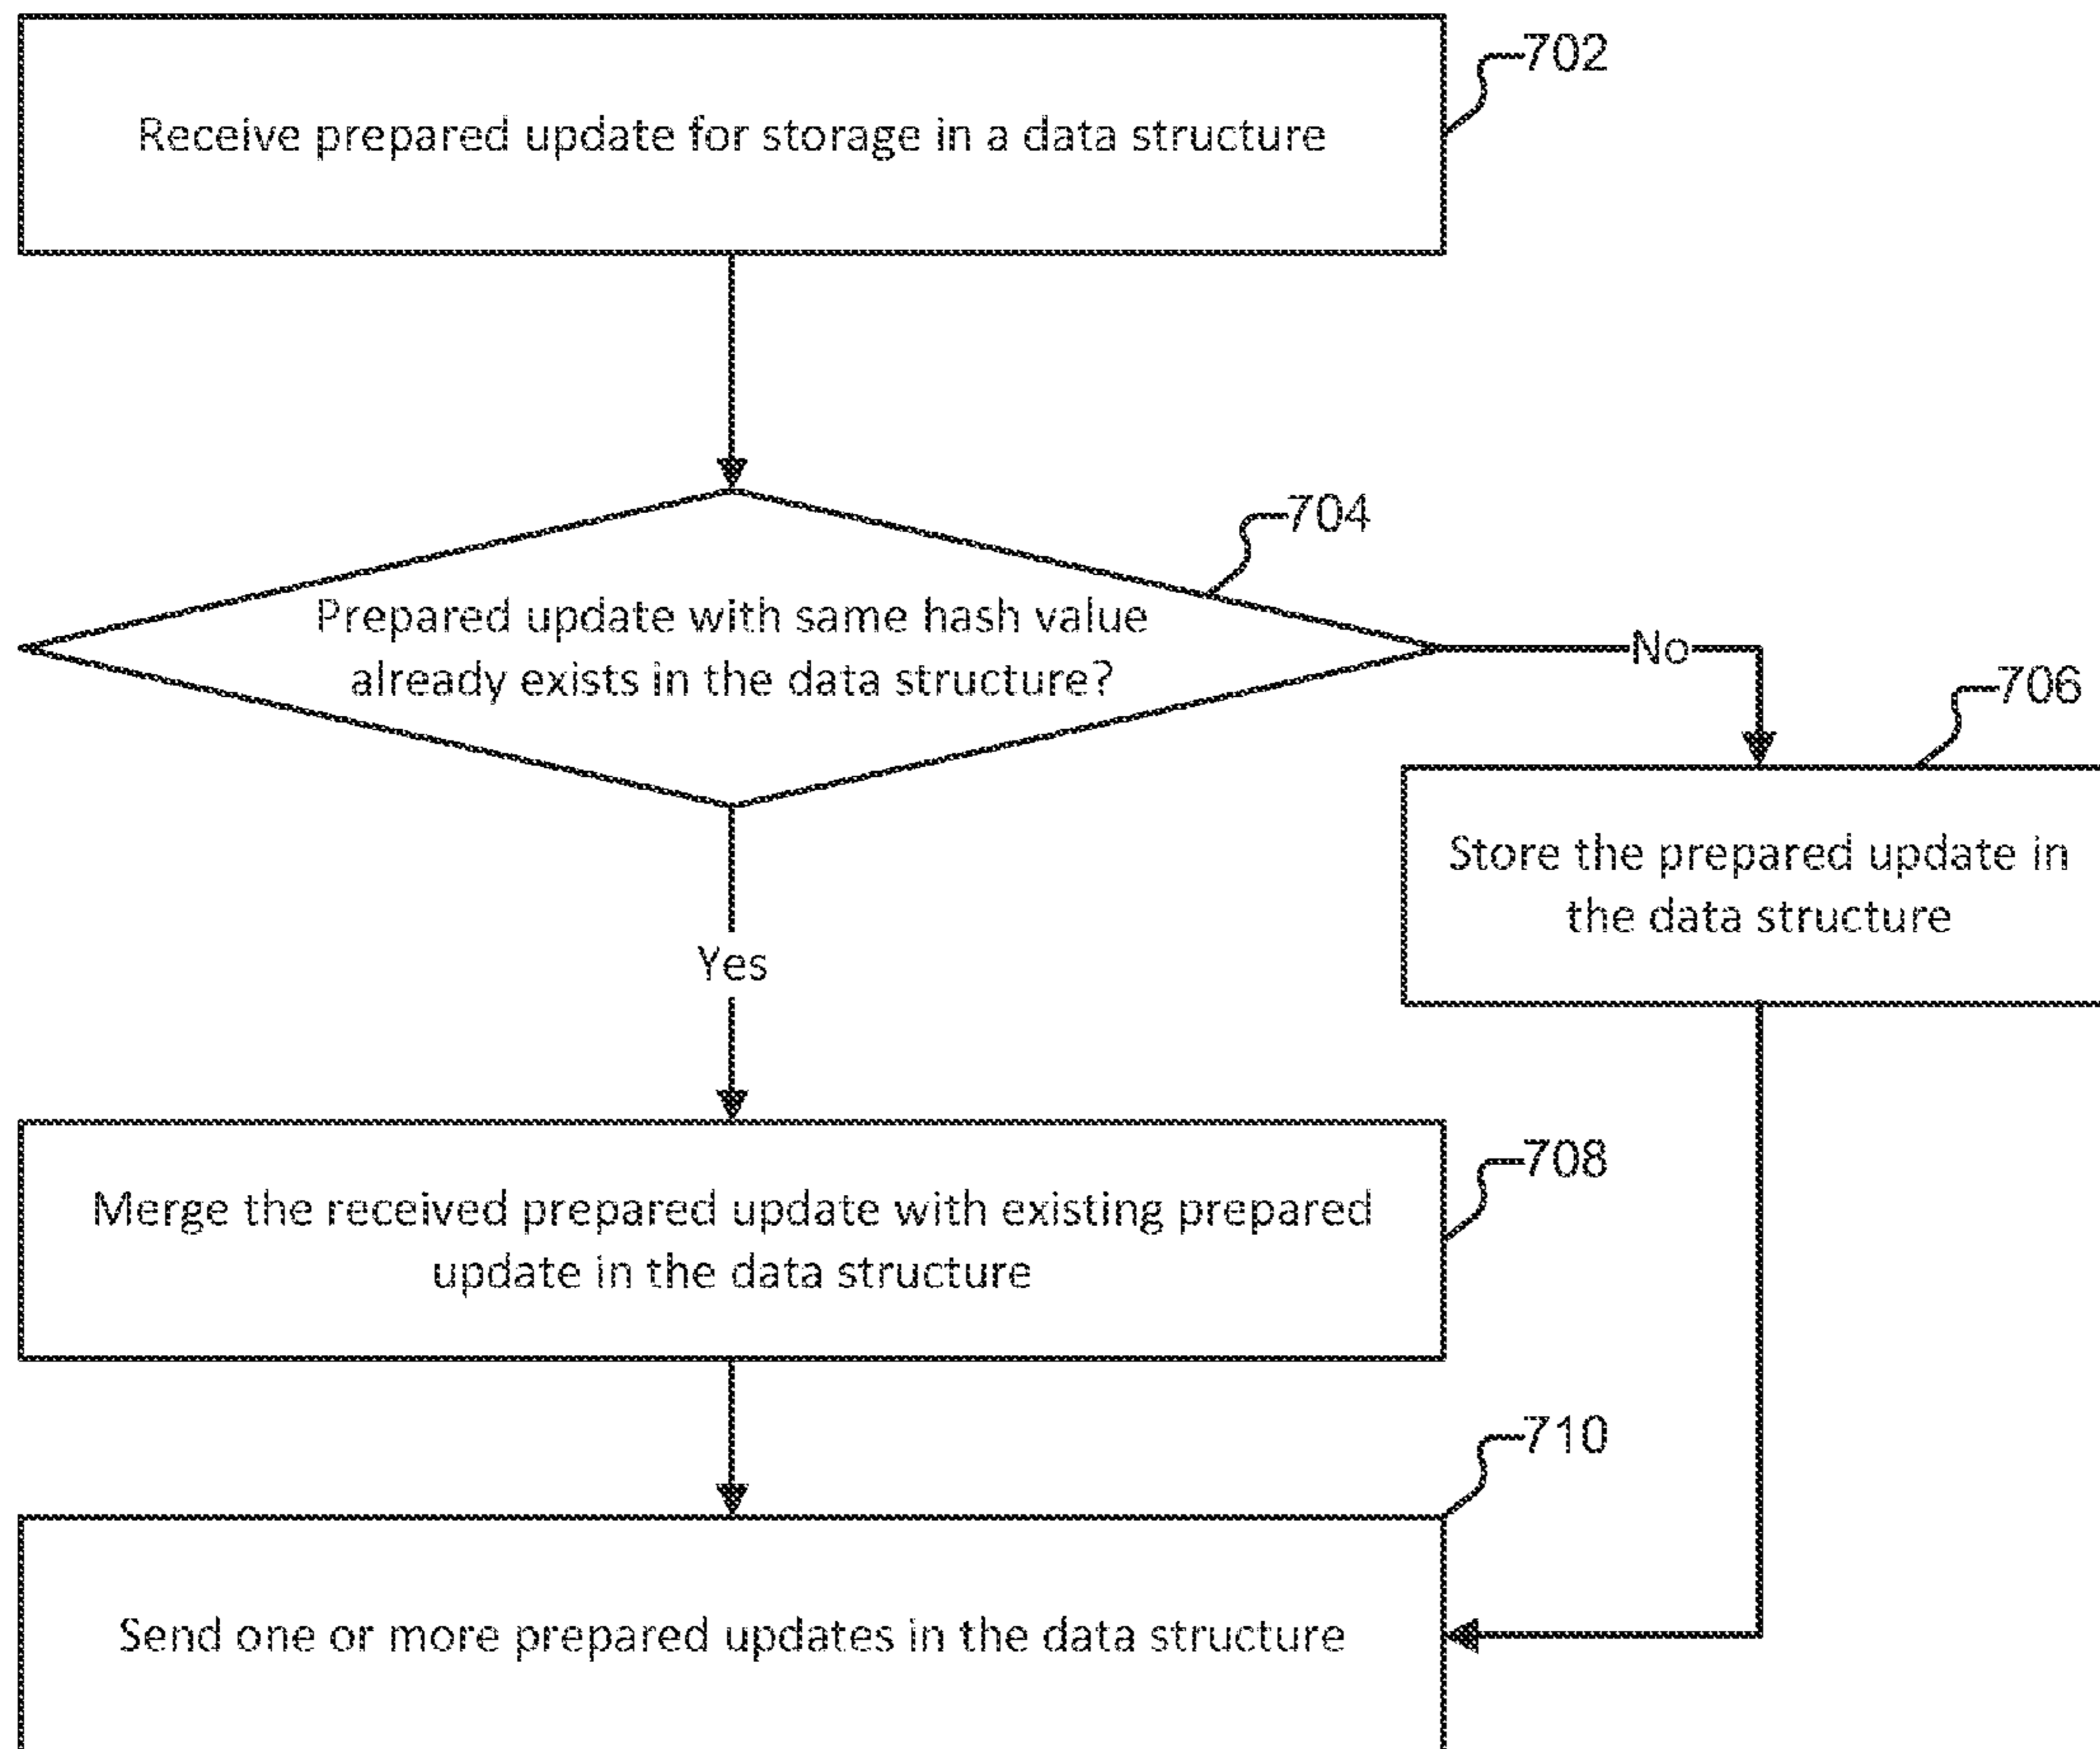 702
Receive prepared update for storage in a data structure
704
Prepared update with same hash value
already exists in the data structure?
No
706
Store the prepared update in
the data structure
Yes
708
Merge the received prepared update with existing prepared
update in the data structure
710
Send one or more prepared updates in the data structure